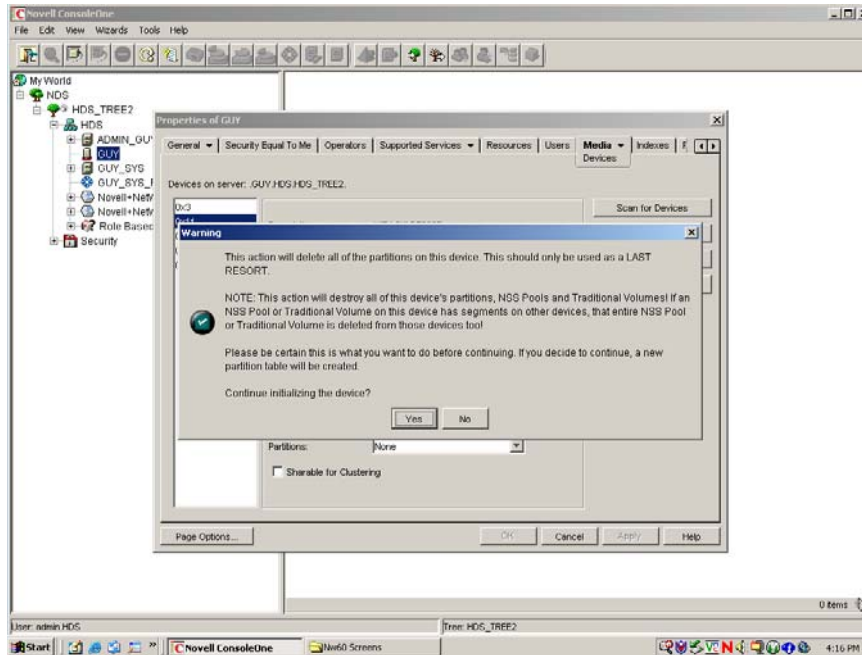 Novell ConsoleOne
File Edit View Wizards Tools Help
My World
NDS
HDS_TREE2
HDS
ADMIN_GU
GUY
GUY_SYS
GUY_SYS_
Novell+Net
Novell+Net
Role Based
Security
Properties of GUY
General Security Equal To Me Operators Supported Services Resources Users Media Indexes
Devices
Devices on server: .GUY.HDS.HDS_TREE2.
0x3
Scan for Devices
Warning
This action will delete all of the partitions on this device. This should only be used as a LAST
RESORT.
NOTE: This action will destroy all of this device's partitions, NSS Pools and Traditional Volumes! If an
NSS Pool or Traditional Volume on this device has segments on other devices, that entire NSS Pool
or Traditional Volume is deleted from those devices too!
Please be certain this is what you want to do before continuing. If you decide to continue, a new
partition table will be created.
Continue initializing the device?
Yes No
Partitions: None
Sharable for Clustering
Page Options... OK Cancel Apply Help
0 items
User: admin.HDS Tree: HDS_TREE2
Start » Novell ConsoleOne Nw60 Screens 4:16 PM